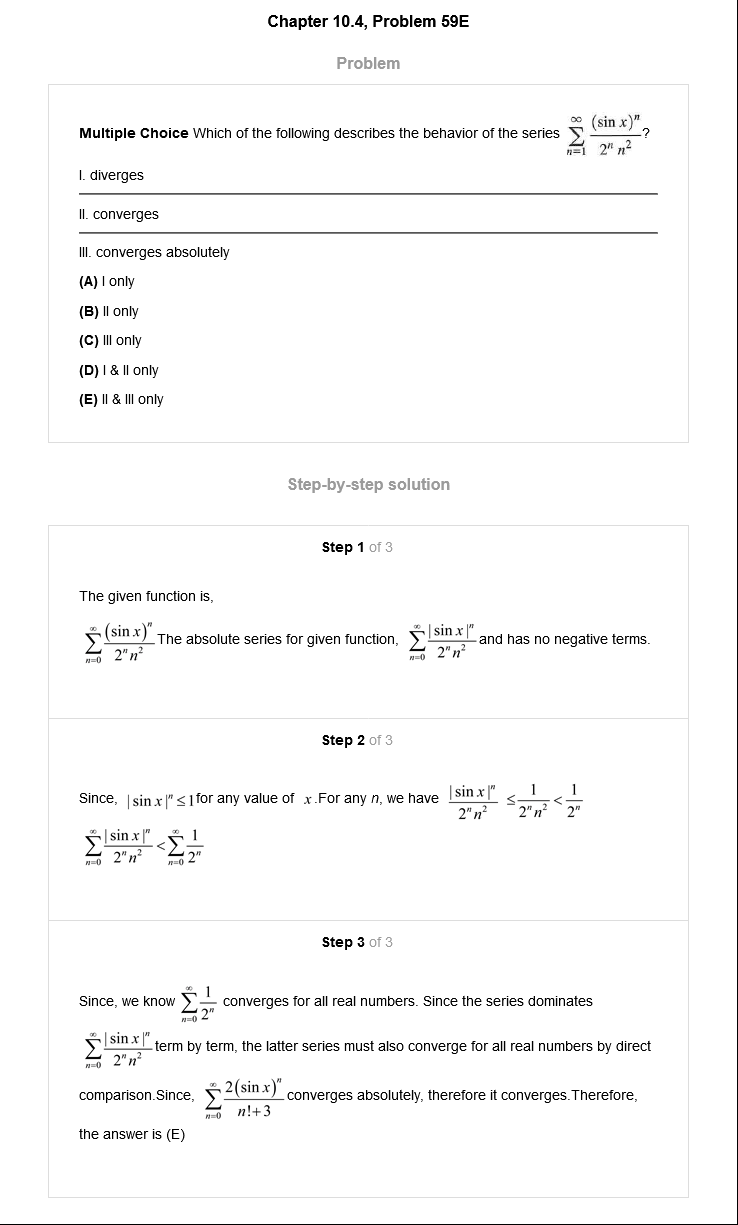 Chapter 10.4, Problem 59E
Problem
Multiple Choice Which of the following describes the behavior of the series \sum_{n=1}^{\infty} \frac{(\sin x)^n}{2^n n^2}?
I. diverges
II. converges
III. converges absolutely
(A) I only
(B) II only
(C) III only
(D) I & II only
(E) II & III only
Step-by-step solution
Step 1 of 3
The given function is,
\sum_{n=0}^{\infty} \frac{(\sin x)^n}{2^n n^2} The absolute series for given function, \sum_{n=0}^{\infty} \frac{|\sin x|^n}{2^n n^2} and has no negative terms.
Step 2 of 3
Since, |\sin x|^n \le 1 for any value of x.For any n, we have \frac{|\sin x|^n}{2^n n^2} \le \frac{1}{2^n n^2} < \frac{1}{2^n}
\sum_{n=0}^{\infty} \frac{|\sin x|^n}{2^n n^2} < \sum_{n=0}^{\infty} \frac{1}{2^n}
Step 3 of 3
Since, we know \sum_{n=0}^{\infty} \frac{1}{2^n} converges for all real numbers. Since the series dominates
\sum_{n=0}^{\infty} \frac{|\sin x|^n}{2^n n^2} term by term, the latter series must also converge for all real numbers by direct
comparison.Since, \sum_{n=0}^{\infty} \frac{2(\sin x)^n}{n!+3} converges absolutely, therefore it converges.Therefore,
the answer is (E)